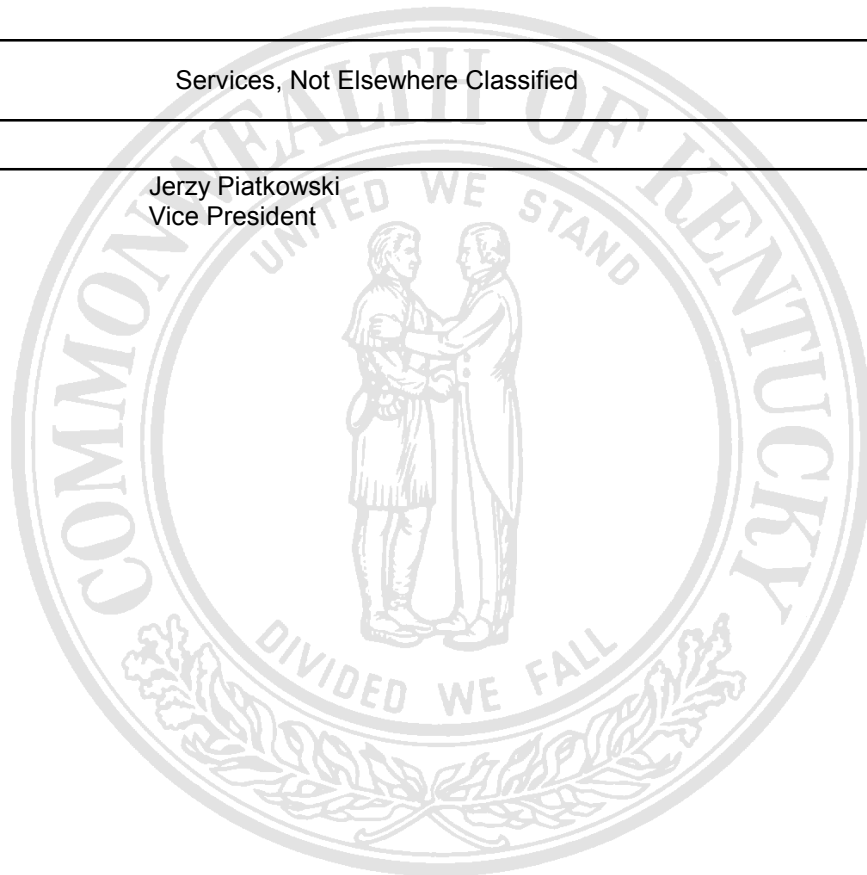 Services, Not Elsewhere Classified
Jerzy Piatkowski
Vice President
COMMONWEALTH OF KENTUCKY
UNITED WE STAND
DIVIDED WE FALL